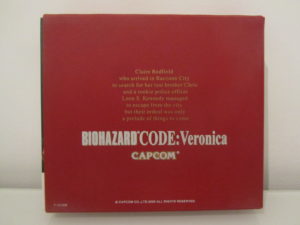 Claire Redfield
who arrived in Raccoon City
to search for her lost brother Chris
and a rookie police officer
Leon S. Kennedy managed
to escape from the city
but their ordeal was only
a prelude of things to come
BIOHAZARD CODE:Veronica
CAPCOM
© CAPCOM CO.,LTD 2000 ALL RIGHTS RESERVED